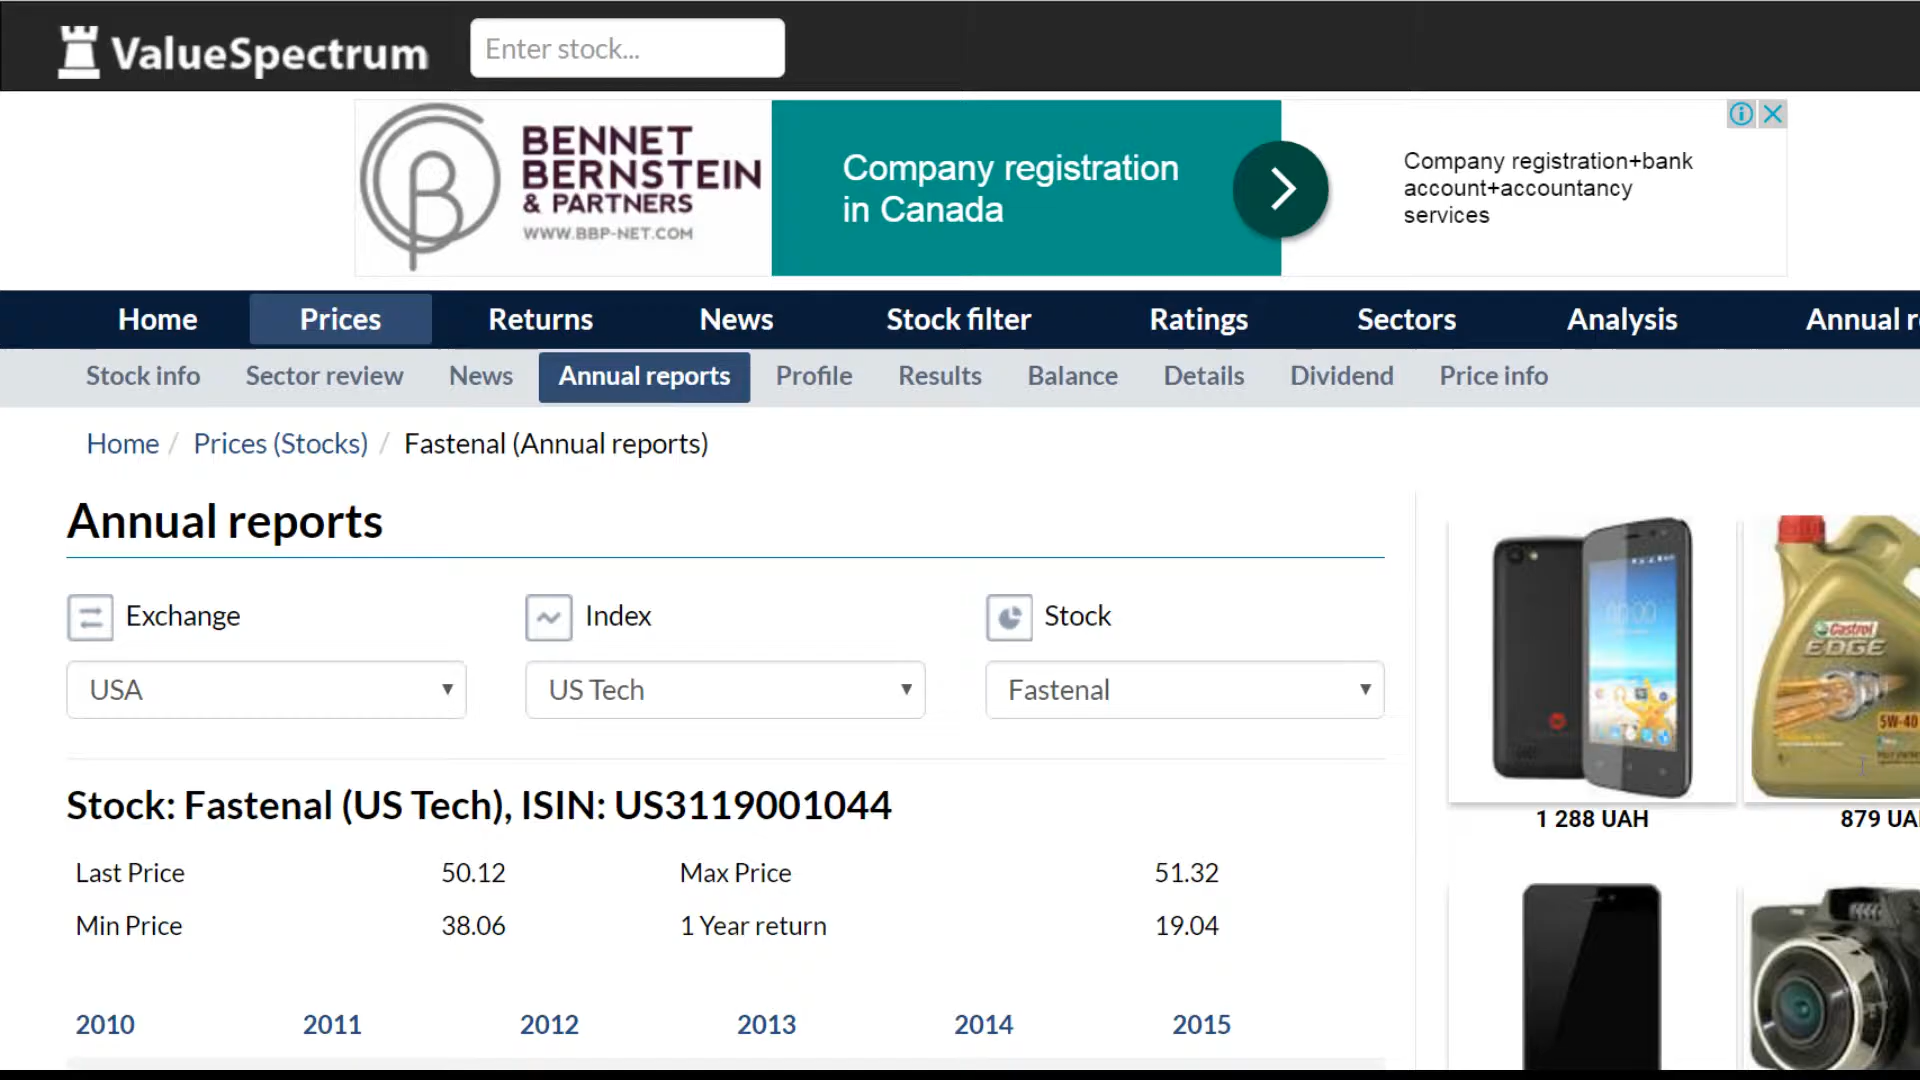 ValueSpectrum
Enter stock...
BENNET
BERNSTEIN
& PARTNERS
WWW.BBP-NET.COM
Company registration
in Canada
Company registration+bank
account+accountancy
services
Home Prices Returns News Stock filter Ratings Sectors Analysis Annual r
Stock info Sector review News Annual reports Profile Results Balance Details Dividend Price info
Home / Prices (Stocks) / Fastenal (Annual reports)
Annual reports
Exchange Index Stock
USA US Tech Fastenal
Castrol
EDGE
5W-40
1 288 UAH 879 UAH
Stock: Fastenal (US Tech), ISIN: US3119001044
Last Price 50.12 Max Price 51.32
Min Price 38.06 1 Year return 19.04
2010 2011 2012 2013 2014 2015